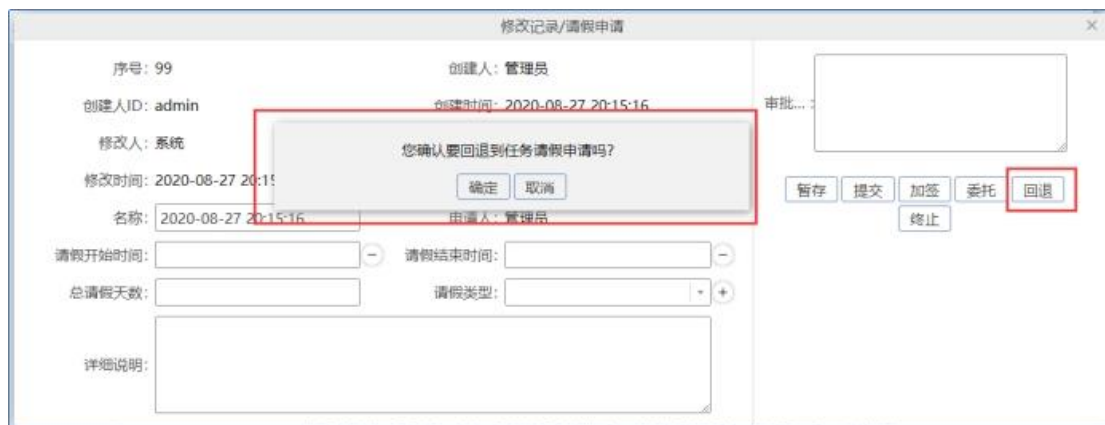 修改记录/请假申请
序号: 99 创建人: 管理员
创建人ID: admin 创建时间: 2020-08-27 20:15:16 审批...:
修改人: 系统
您确认要回退到任务请假申请吗?
修改时间: 2020-08-27 20:15 确定 取消 暂存 提交 加签 委托 回退
名称: 2020-08-27 20:15:16 申请人: 管理员 终止
请假开始时间: 请假结束时间:
总请假天数: 请假类型:
详细说明: